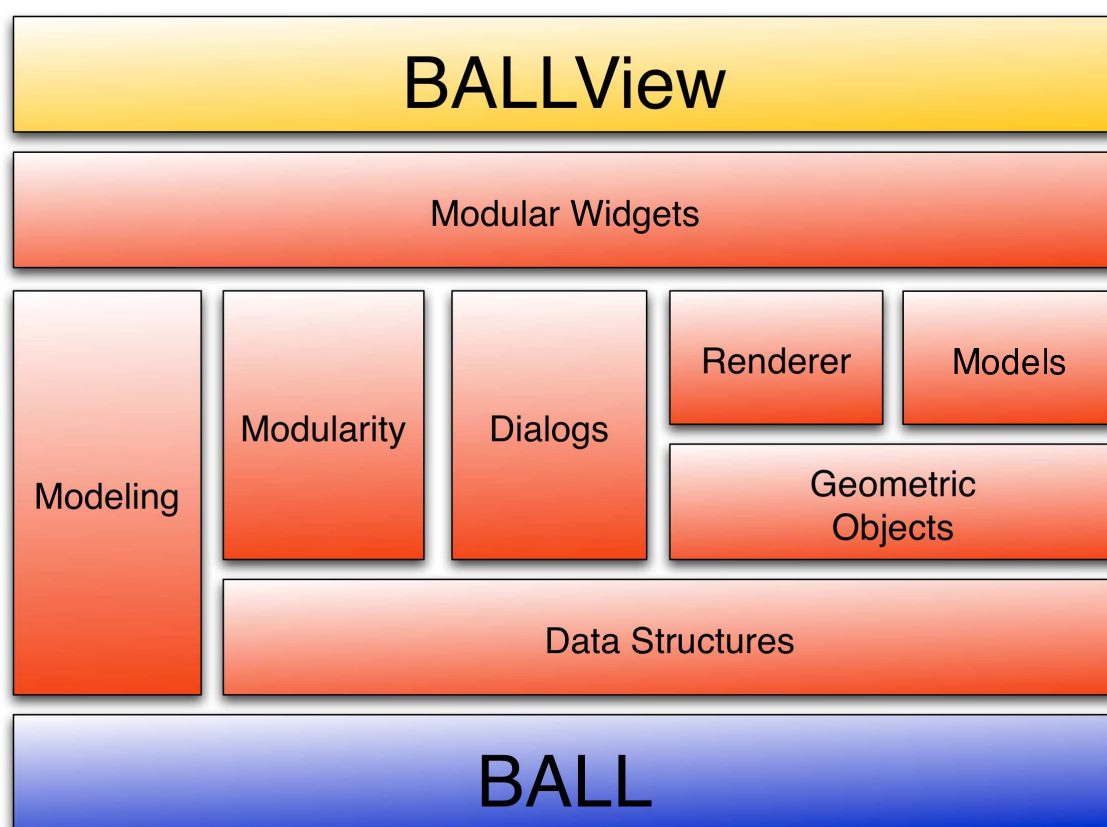 BALLView
Modular Widgets
Modeling
Modularity
Dialogs
Renderer
Models
Geometric
Objects
Data Structures
BALL